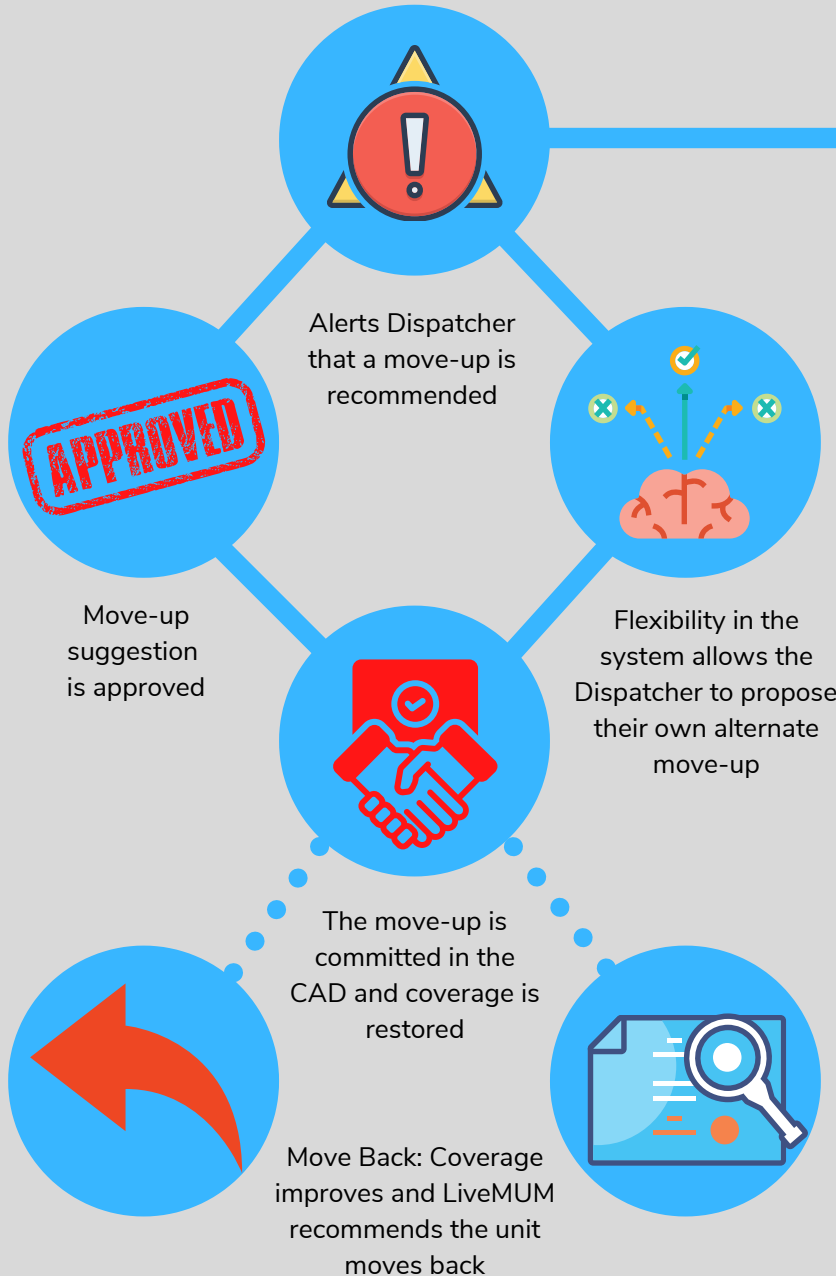 Alerts Dispatcher
that a move-up is
recommended
APPROVED
Move-up
suggestion
is approved
Flexibility in the
system allows the
Dispatcher to propose
their own alternate
move-up
The move-up is
committed in the
CAD and coverage is
restored
Move Back: Coverage
improves and LiveMUM
recommends the unit
moves back